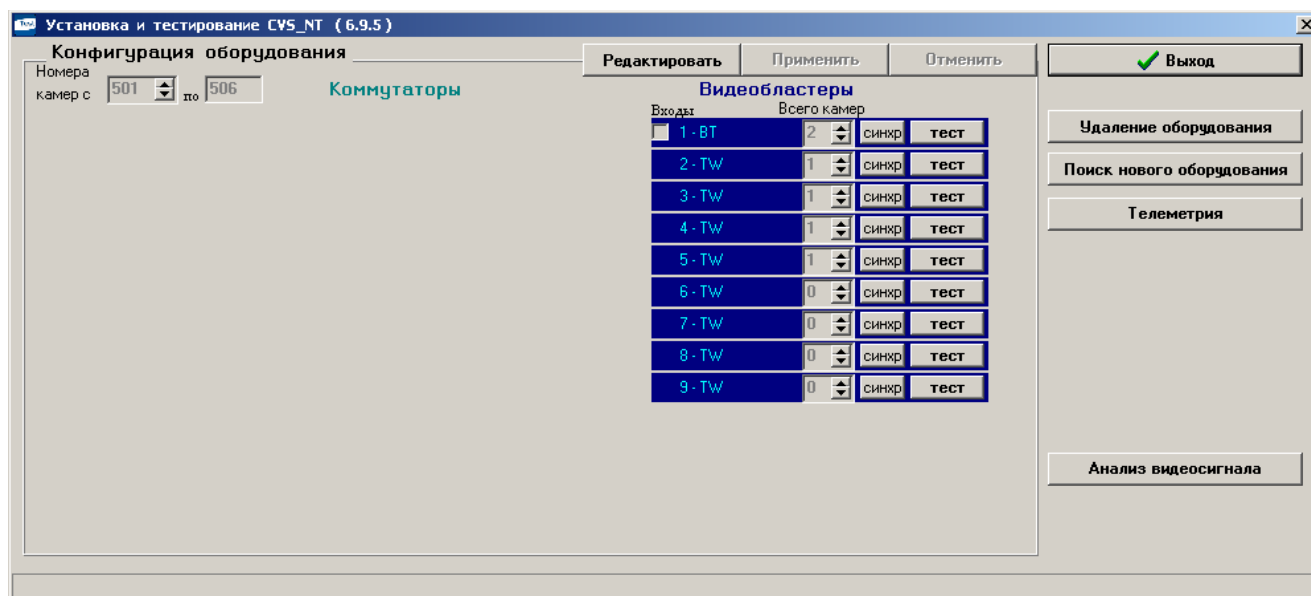 Test Установка и тестирование CVS_NT (6.9.5)
Конфигурация оборудования
Редактировать Применить Отменить Выход
Номера
камер с 501 по 506 Коммутаторы Видеобластеры
Входы Всего камер
1 - BT 2 синхр тест Удаление оборудования
2 - TW 1 синхр тест Поиск нового оборудования
3 - TW 1 синхр тест Телеметрия
4 - TW 1 синхр тест
5 - TW 1 синхр тест
6 - TW 0 синхр тест
7 - TW 0 синхр тест
8 - TW 0 синхр тест
9 - TW 0 синхр тест
Анализ видеосигнала